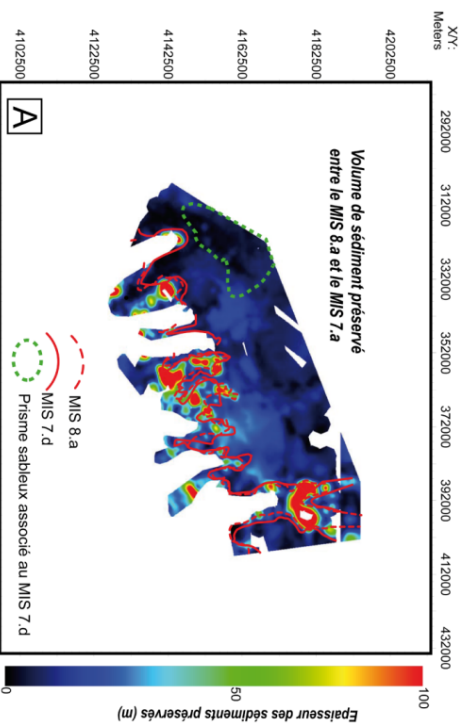 X/Y:
Meters
292000 312000 332000 352000 372000 392000 412000 432000
4202500
4182500
4162500
4142500
4122500
4102500
Volume de sédiment préservé
entre le MIS 8.a et le MIS 7.a
A
MIS 8.a
MIS 7.d
Prisme sableux associé au MIS 7.d
0 50 100
Epaisseur des sédiments préservés (m)